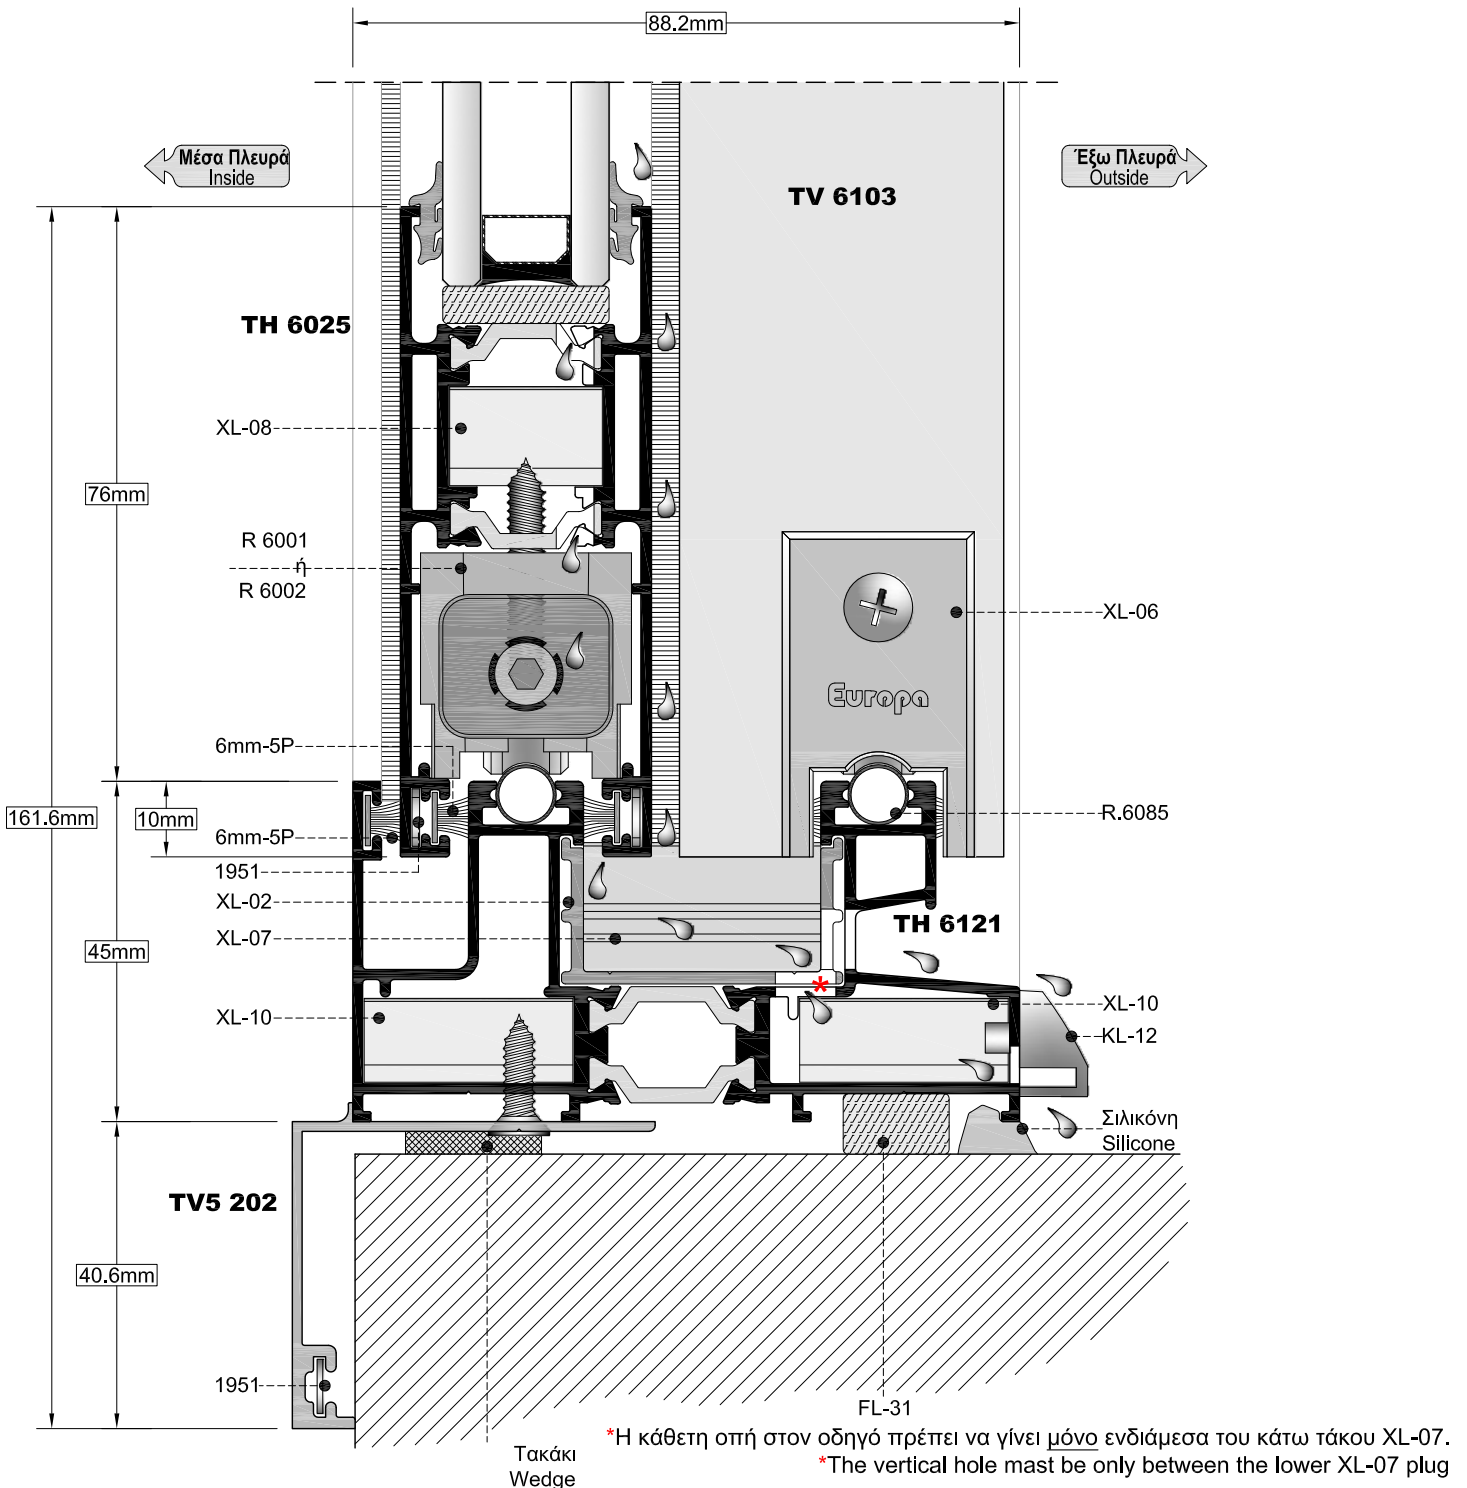 88.2mm
Μέσα Πλευρά
Inside
Έξω Πλευρά
Outside
TV 6103
TH 6025
XL-08
76mm
R 6001
ή
R 6002
XL-06
Europa
6mm-5P
161.6mm
10mm
R.6085
6mm-5P
1951
XL-02
TH 6121
XL-07
45mm
XL-10
*
XL-10
KL-12
Σιλικόνη
Silicone
TV5 202
40.6mm
1951
FL-31
*Η κάθετη οπή στον οδηγό πρέπει να γίνει μόνο ενδιάμεσα του κάτω τάκου XL-07.
Τακάκι
Wedge
*The vertical hole mast be only between the lower XL-07 plug